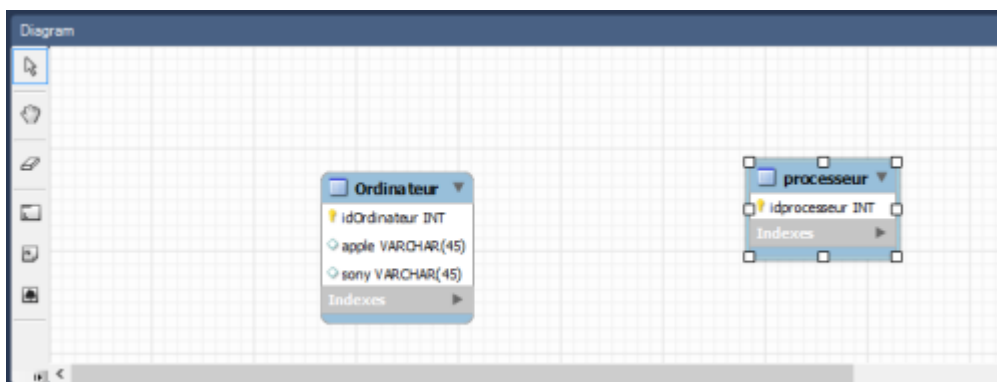 Diagram
Ordinateur
idOrdinateur INT
apple VARCHAR(45)
sony VARCHAR(45)
Indexes
processeur
idprocesseur INT
Indexes